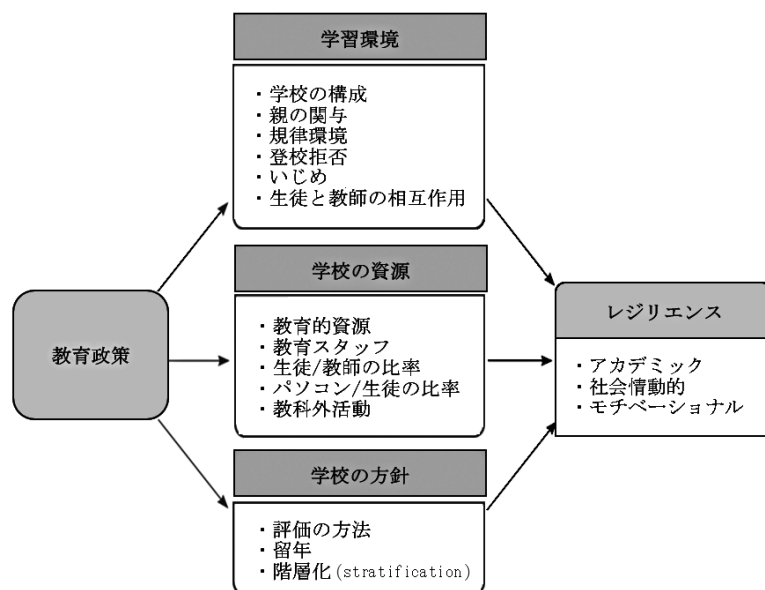 学習環境
・学校の構成
・親の関与
・規律環境
・登校拒否
・いじめ
・生徒と教師の相互作用
教育政策
学校の資源
・教育的資源
・教育スタッフ
・生徒/教師の比率
・パソコン/生徒の比率
・教科外活動
学校の方針
・評価の方法
・留年
・階層化(stratification)
レジリエンス
・アカデミック
・社会情動的
・モチベーショナル